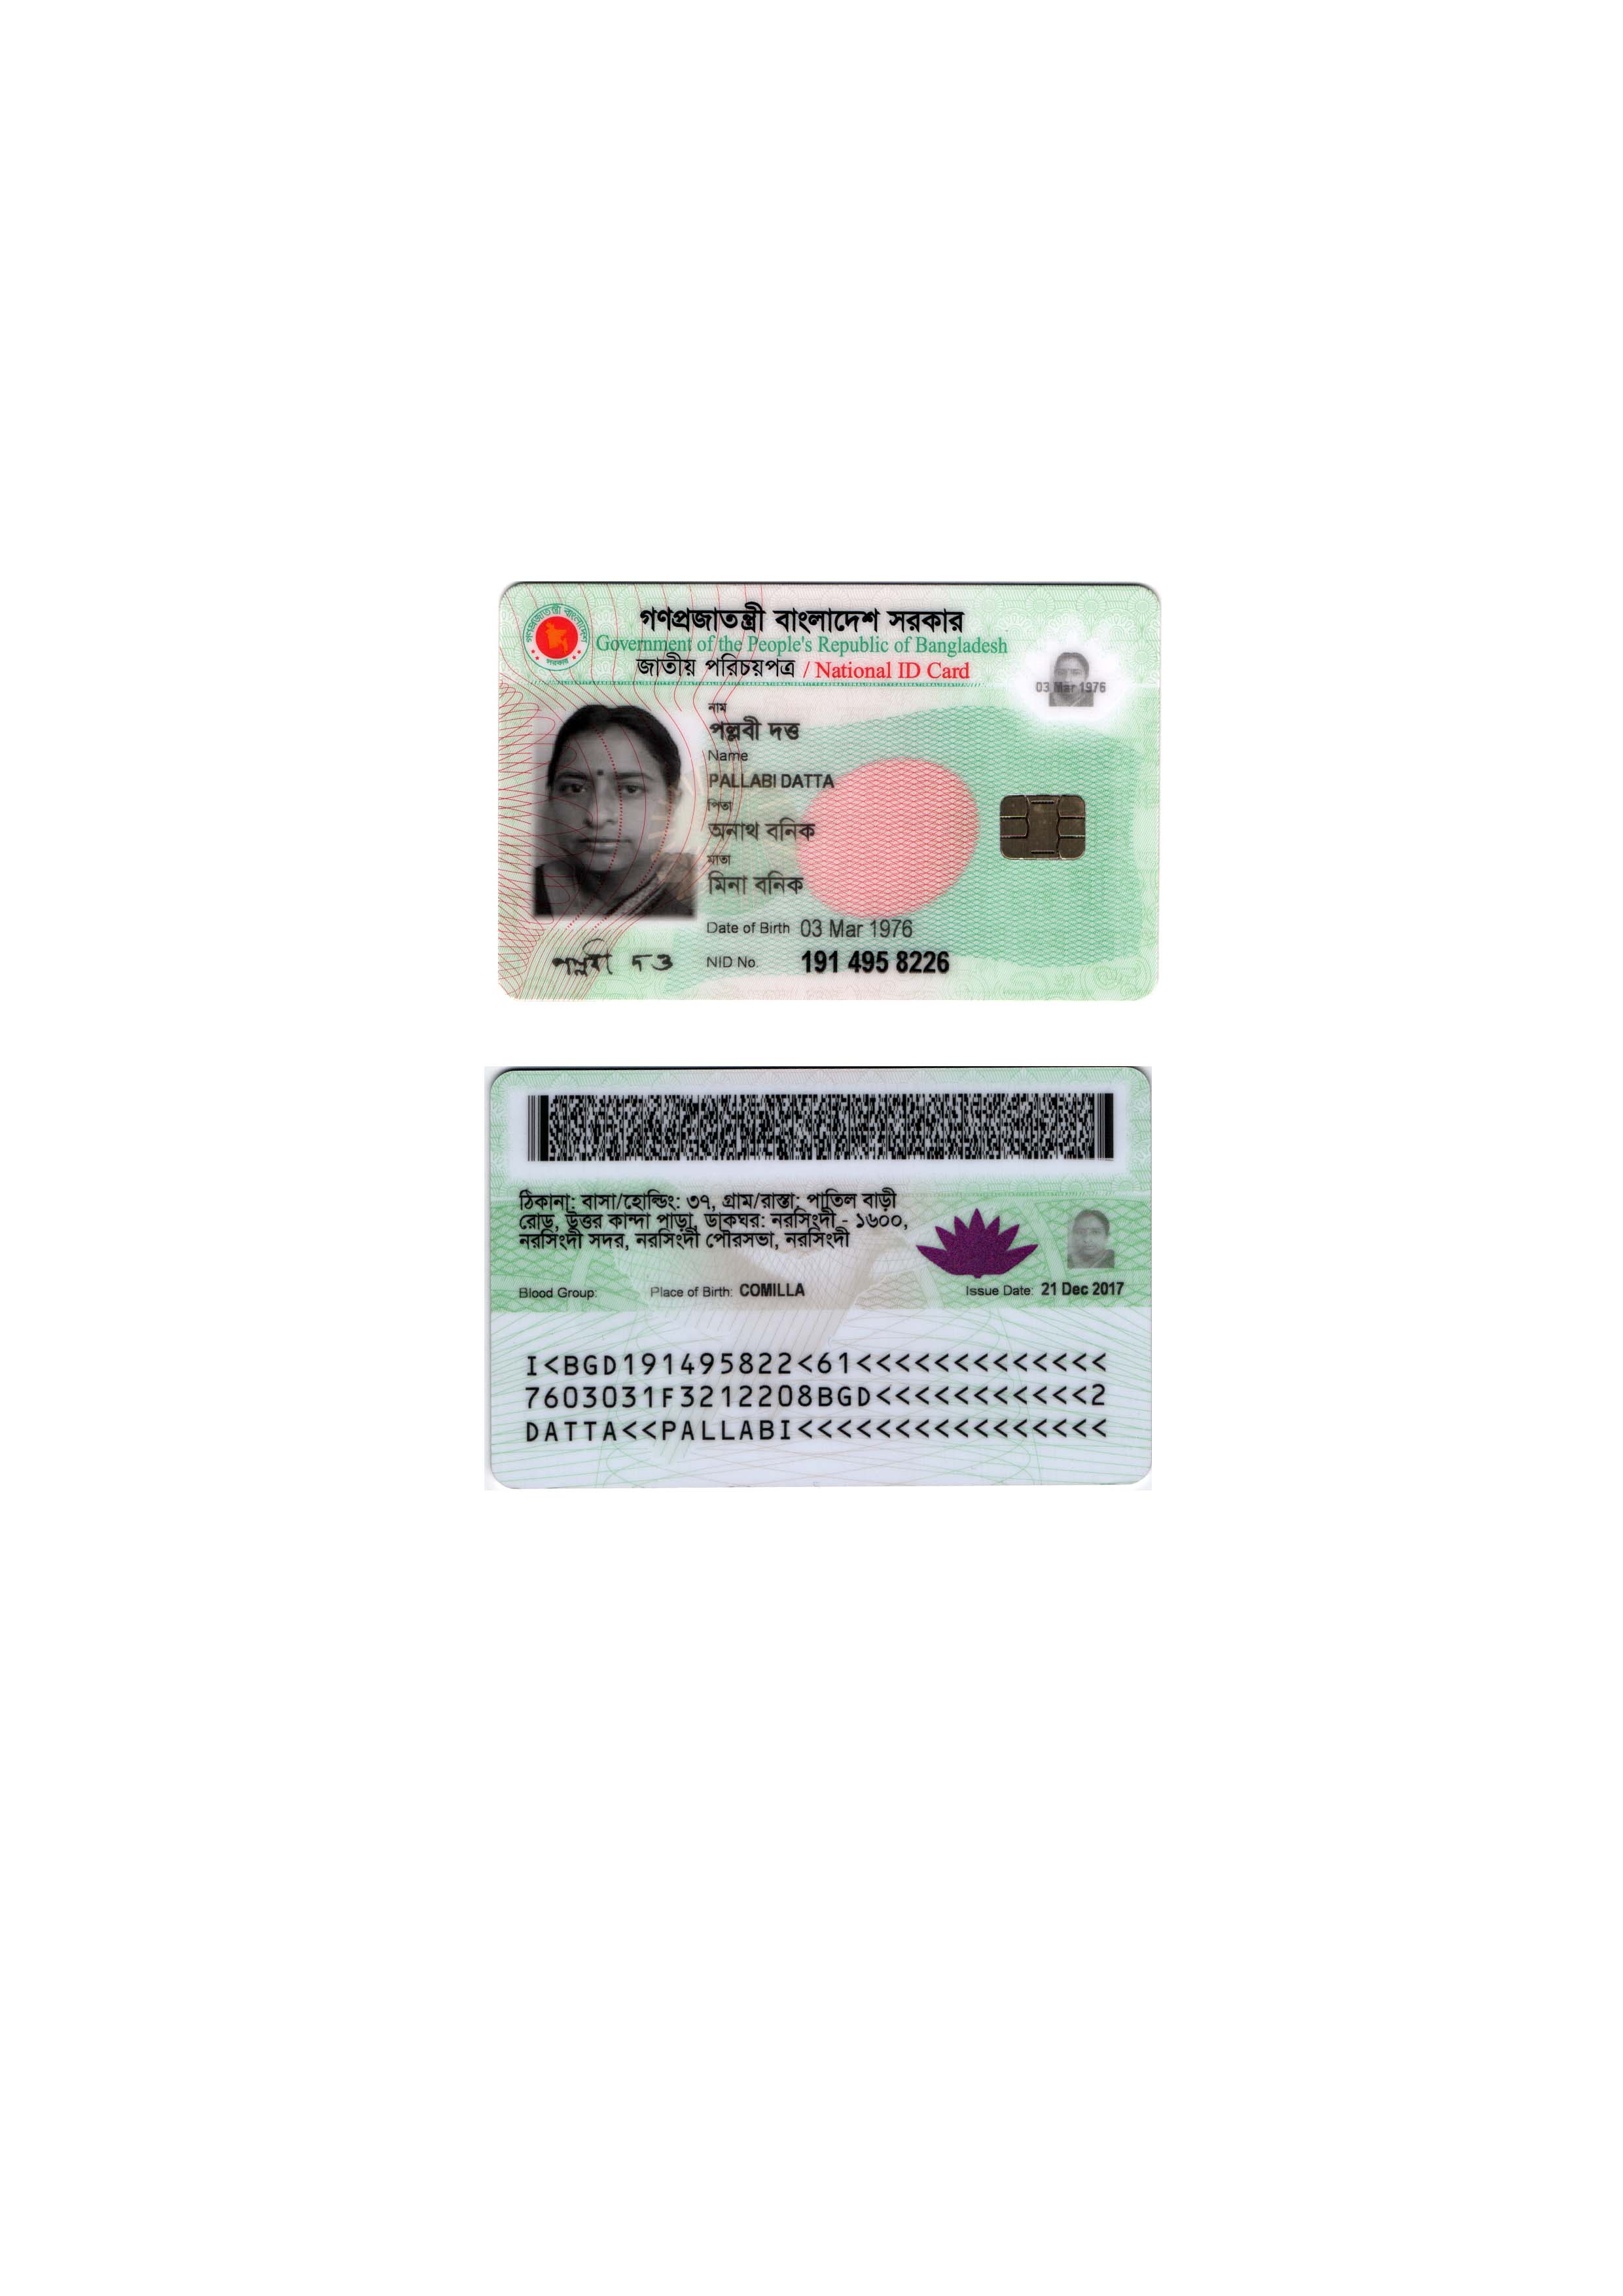 গণপ্রজাতন্ত্রী বাংলাদেশ সরকার
Government of the People's Republic of Bangladesh
জাতীয় পরিচয়পত্র / National ID Card
03 Mar 1976
নাম
পল্লবী দত্ত
Name
PALLABI DATTA
পিতা
অনাথ বনিক
মাতা
মিনা বনিক
Date of Birth 03 Mar 1976
পল্লবী দত্ত
NID No. 191 495 8226
ঠিকানা: বাসা/হোল্ডিং: ৩৭, গ্রাম/রাস্তা: পাতিল বাড়ী
রোড, উত্তর কান্দা পাড়া, ডাকঘর: নরসিংদী - ১৬০০,
নরসিংদী সদর, নরসিংদী পৌরসভা, নরসিংদী
Blood Group: Place of Birth: COMILLA Issue Date: 21 Dec 2017
I<BGD191495822<61<<<<<<<<<<<<<
7603031F3212208BGD<<<<<<<<<<<2
DATTA<<PALLABI<<<<<<<<<<<<<<<<